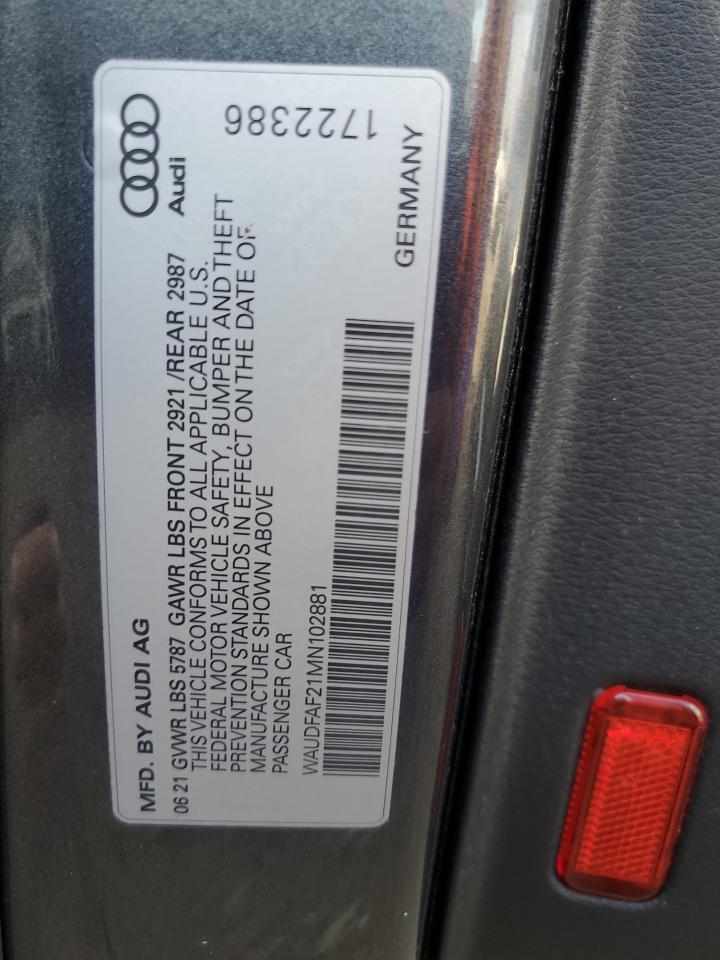 MFD. BY AUDI AG
Audi
06 21 GVWR LBS 5787 GAWR LBS FRONT 2921 /REAR 2987
THIS VEHICLE CONFORMS TO ALL APPLICABLE U.S.
FEDERAL MOTOR VEHICLE SAFETY, BUMPER AND THEFT
PREVENTION STANDARDS IN EFFECT ON THE DATE OF
MANUFACTURE SHOWN ABOVE
PASSENGER CAR
WAUDFAF21MN102881
1722386
GERMANY